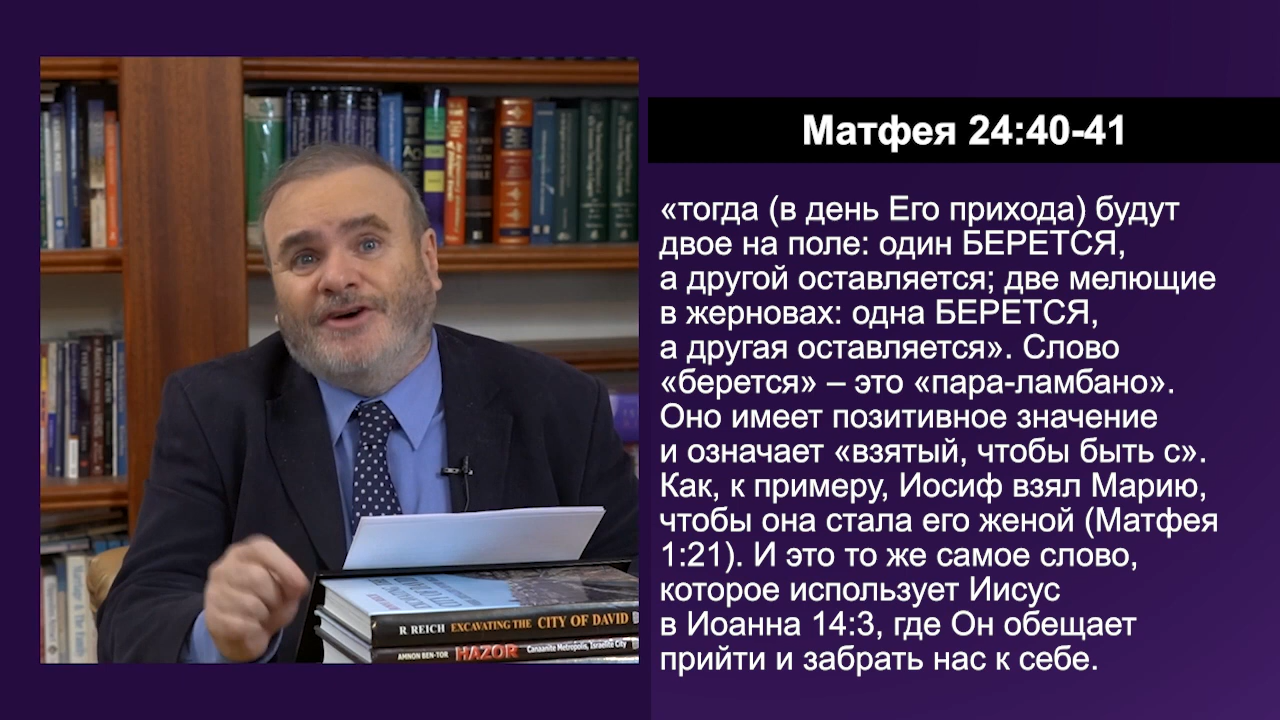 Матфея 24:40-41
«тогда (в день Его прихода) будут
двое на поле: один БЕРЕТСЯ,
а другой оставляется; две мелющие
в жерновах: одна БЕРЕТСЯ,
а другая оставляется». Слово
«берется» – это «пара-ламбано».
Оно имеет позитивное значение
и означает «взятый, чтобы быть с».
Как, к примеру, Иосиф взял Марию,
чтобы она стала его женой (Матфея
1:21). И это то же самое слово,
которое использует Иисус
в Иоанна 14:3, где Он обещает
прийти и забрать нас к себе.
R. REICH EXCAVATING THE CITY OF DAVID
AMNON BEN-TOR HAZOR Canaanite Metropolis, Israelite City